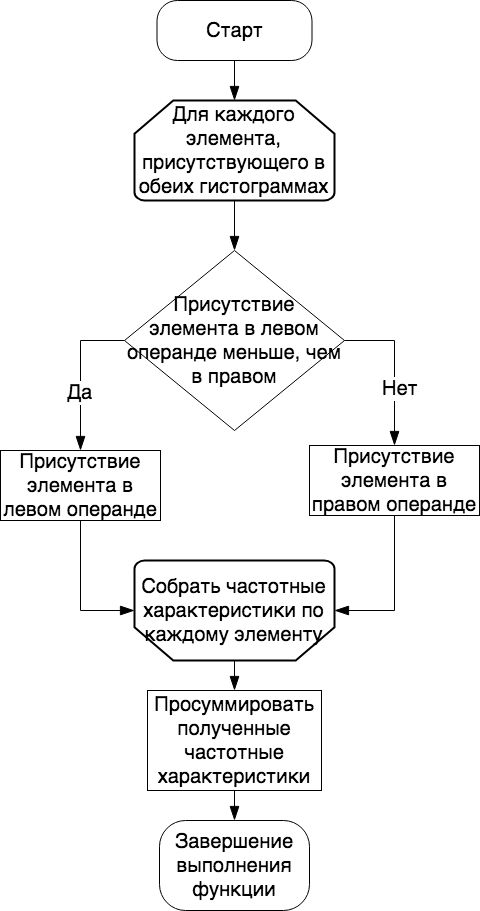 Старт
Для каждого
элемента,
присутствующего в
обеих гистограммах
Присутствие
элемента в левом
операнде меньше, чем
в правом
Да
Нет
Присутствие
элемента в
левом операнде
Присутствие
элемента в
правом операнде
Собрать частотные
характеристики по
каждому элементу
Просуммировать
полученные
частотные
характеристики
Завершение
выполнения
функции